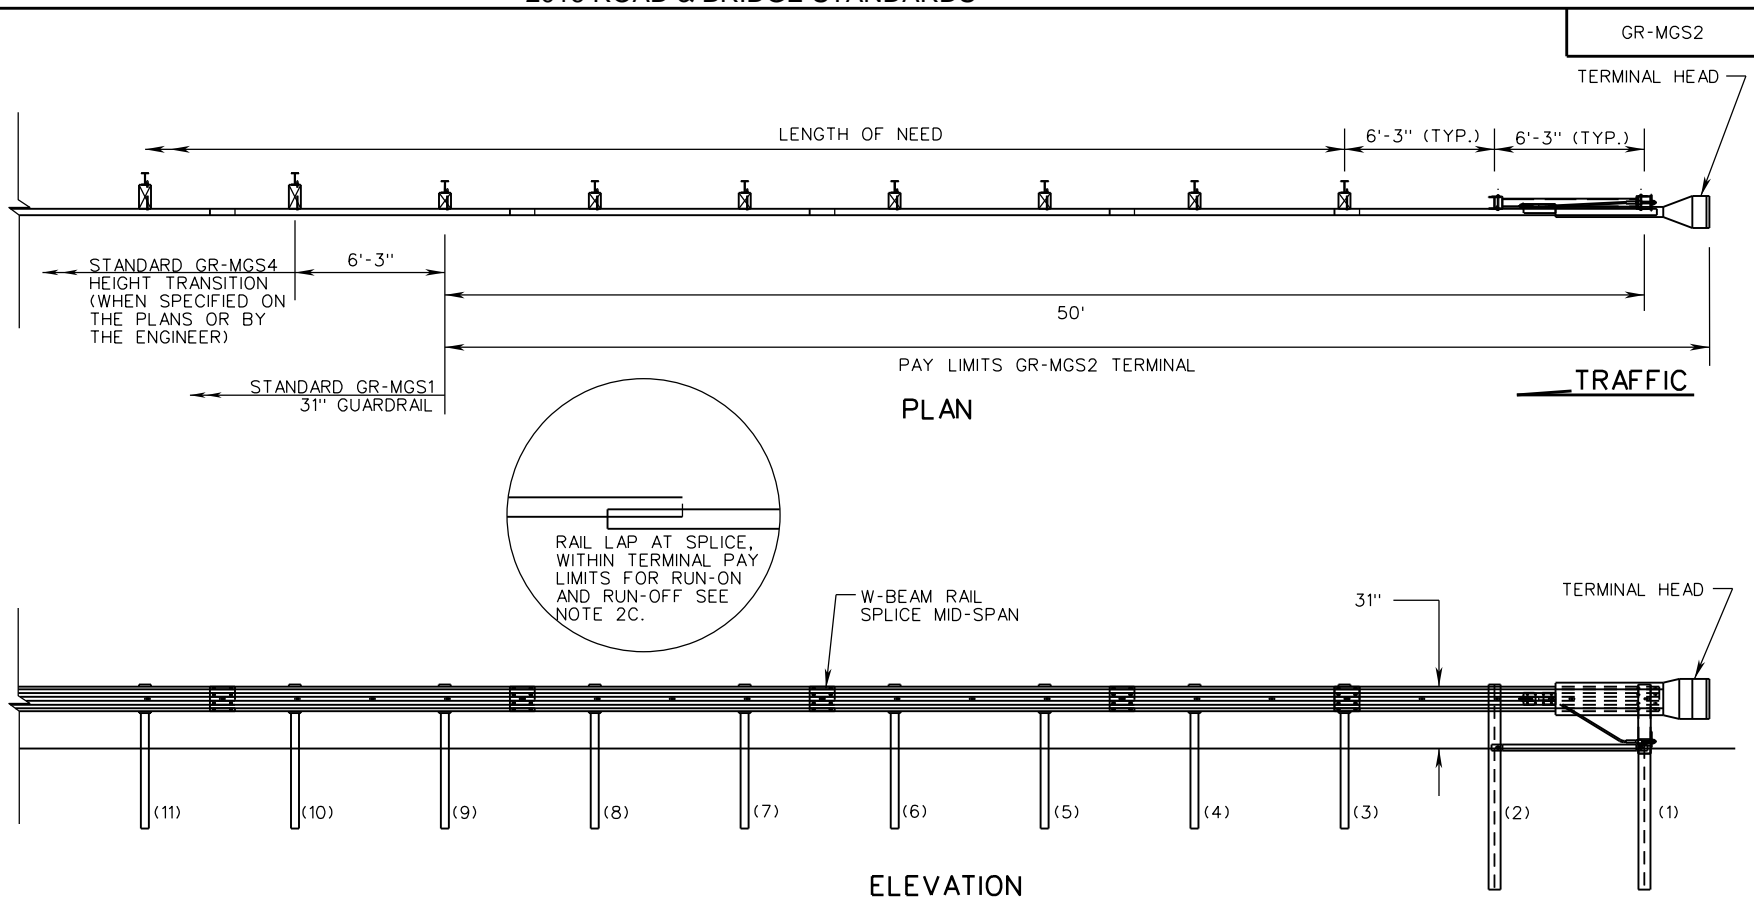 GR-MGS2
TERMINAL HEAD
LENGTH OF NEED
6'-3" (TYP.)
6'-3" (TYP.)
STANDARD GR-MGS4
HEIGHT TRANSITION
(WHEN SPECIFIED ON
THE PLANS OR BY
THE ENGINEER)
6'-3"
50'
PAY LIMITS GR-MGS2 TERMINAL
STANDARD GR-MGS1
31" GUARDRAIL
TRAFFIC
PLAN
RAIL LAP AT SPLICE,
WITHIN TERMINAL PAY
LIMITS FOR RUN-ON
AND RUN-OFF SEE
NOTE 2C.
W-BEAM RAIL
SPLICE MID-SPAN
31"
TERMINAL HEAD
(11)
(10)
(9)
(8)
(7)
(6)
(5)
(4)
(3)
(2)
(1)
ELEVATION